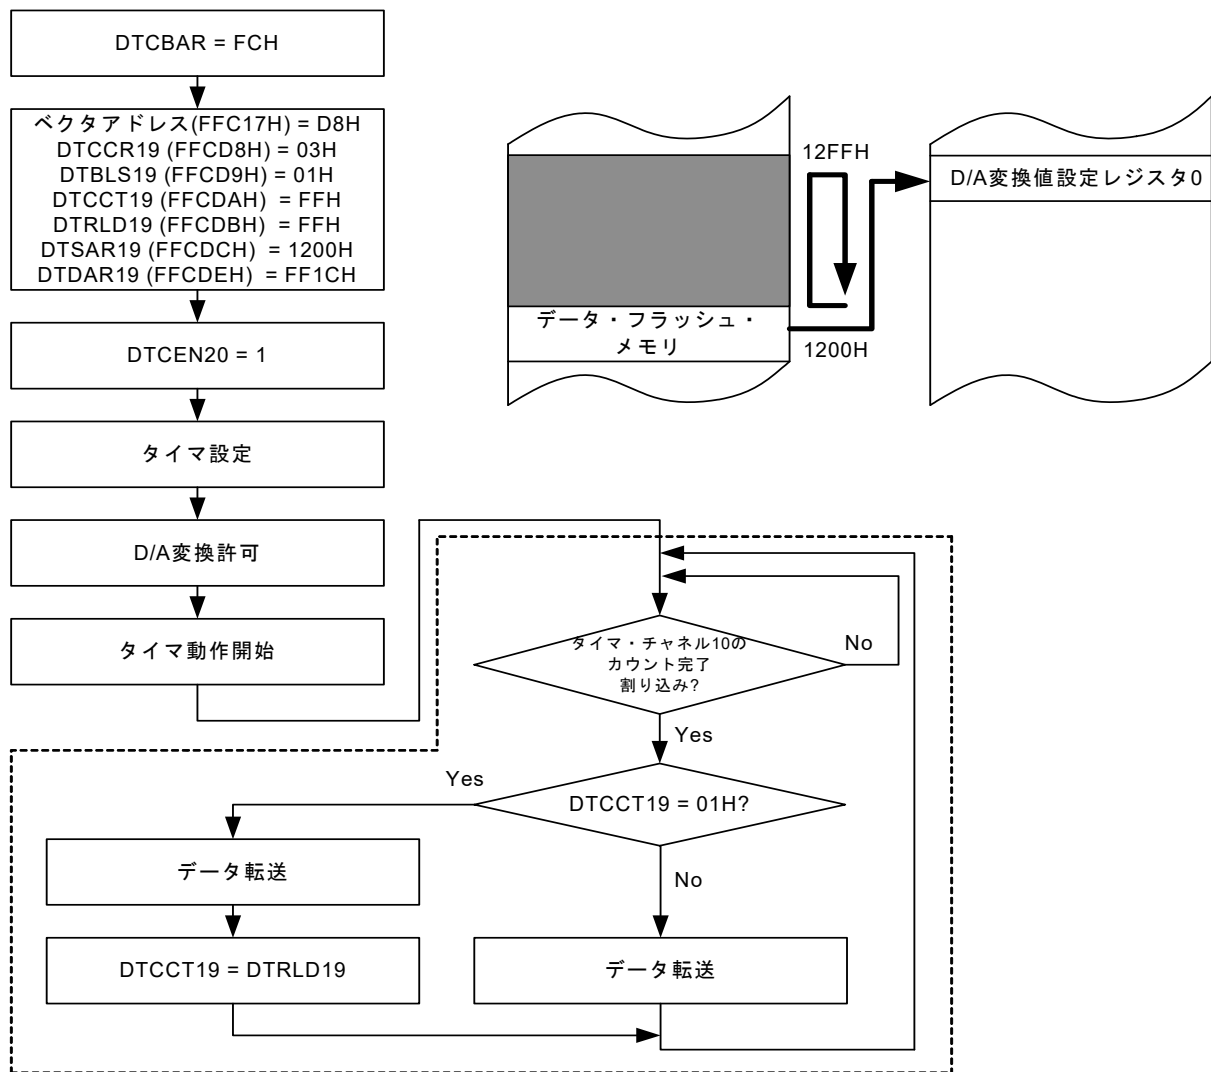 DTCBAR = FCH
ベクタアドレス(FFC17H) = D8H
DTCCR19 (FFCD8H) = 03H
DTBLS19 (FFCD9H) = 01H
DTCCT19 (FFCDAH) = FFH
DTRLD19 (FFCDBH) = FFH
DTSAR19 (FFCDCH) = 1200H
DTDAR19 (FFCDEH) = FF1CH
DTCEN20 = 1
タイマ設定
D/A変換許可
タイマ動作開始
12FFH
D/A変換値設定レジスタ0
データ・フラッシュ・
メモリ
1200H
タイマ・チャネル10の
カウント完了
割り込み?
No
Yes
DTCCT19 = 01H?
Yes
No
データ転送
DTCCT19 = DTRLD19
データ転送